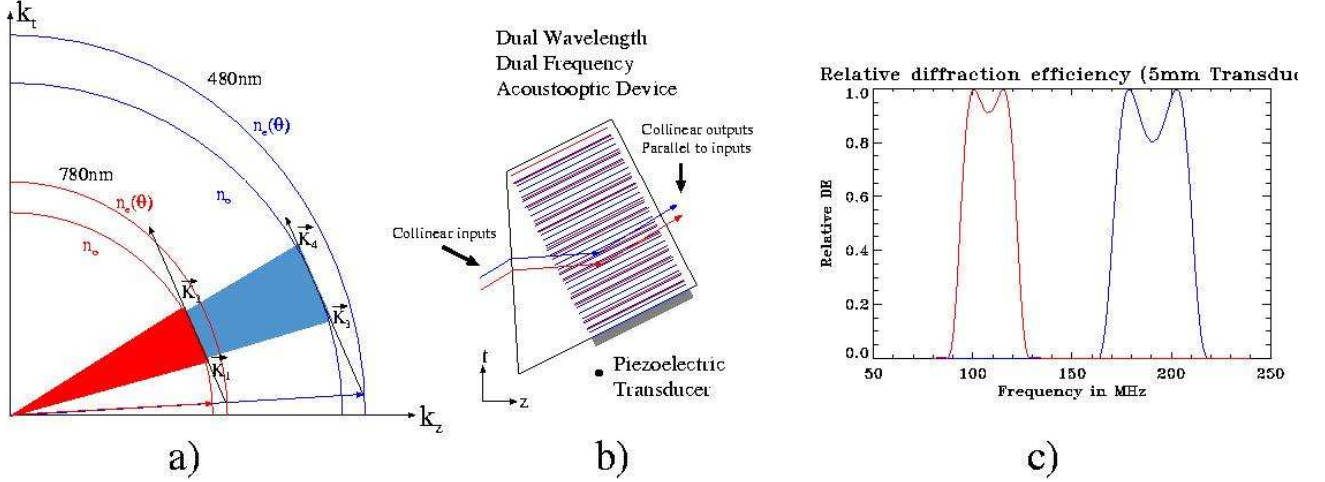 k_t
480nm
n_e(θ)
780nm
n_e(θ)
n_o
n_o
K_4
K_3
K_1
k_z
a)
Dual Wavelength
Dual Frequency
Acoustooptic Device
Collinear outputs
Parallel to inputs
Collinear inputs
t
z
Piezoelectric
Transducer
b)
Relative diffraction efficiency (5mm Transduc
Relative DE
1.0
0.8
0.6
0.4
0.2
0.0
50 100 150 200 250
Frequency in MHz
c)